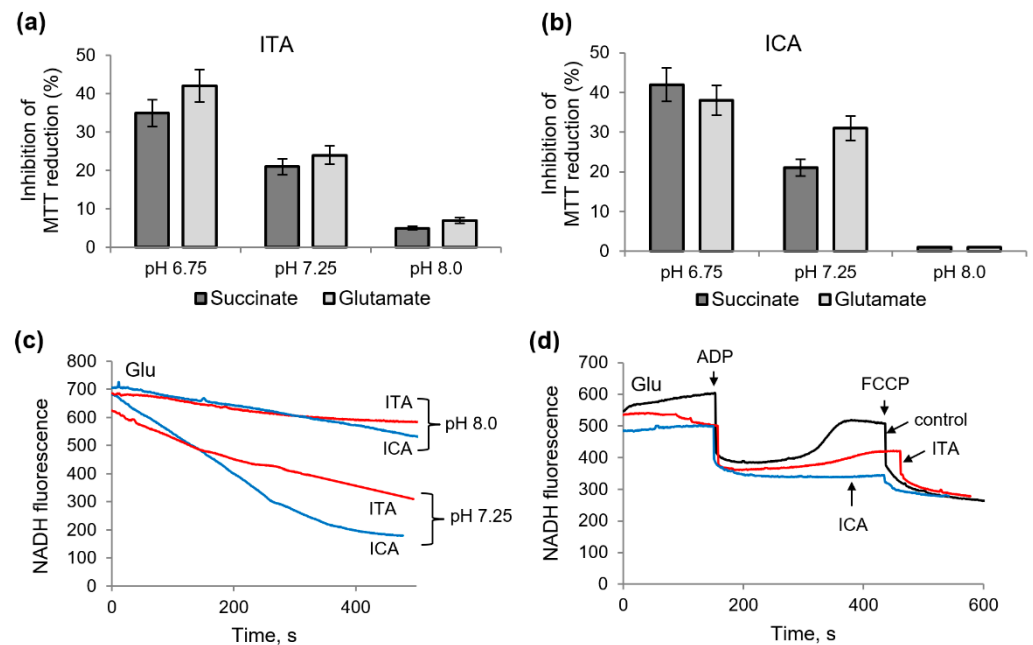 (a)
ITA
Inhibition of
MTT reduction (%)
50
40
30
20
10
0
pH 6.75
pH 7.25
pH 8.0
Succinate
Glutamate
(b)
ICA
Inhibition of
MTT reduction (%)
50
40
30
20
10
0
pH 6.75
pH 7.25
pH 8.0
Succinate
Glutamate
(c)
NADH fluorescence
800
700
600
500
400
300
200
100
0
Glu
ITA
ICA
pH 8.0
ITA
ICA
pH 7.25
0
200
400
Time, s
(d)
NADH fluorescence
700
600
500
400
300
200
100
0
Glu
ADP
FCCP
control
ITA
ICA
0
200
400
600
Time, s